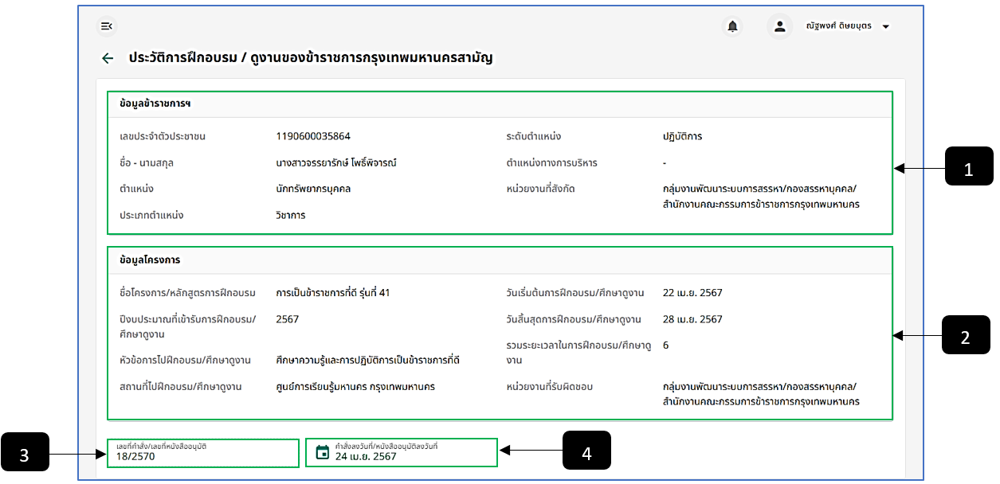 ณัฐพงศ์ ดิษยบุตร
ประวัติการฝึกอบรม / ดูงานของข้าราชการกรุงเทพมหานครสามัญ
ข้อมูลข้าราชการฯ
เลขประจำตัวประชาชน 1190600035864 ระดับตำแหน่ง ปฏิบัติการ
ชื่อ - นามสกุล นางสาวจรรยารักษ์ โพธิ์พิจารณ์ ตำแหน่งทางการบริหาร -
ตำแหน่ง นักทรัพยากรบุคคล หน่วยงานที่สังกัด กลุ่มงานพัฒนาระบบการสรรหา/กองสรรหาบุคคล/
สำนักงานคณะกรรมการข้าราชการกรุงเทพมหานคร
ประเภทตำแหน่ง วิชาการ
1
ข้อมูลโครงการ
ชื่อโครงการ/หลักสูตรการฝึกอบรม การเป็นข้าราชการที่ดี รุ่นที่ 41 วันเริ่มต้นการฝึกอบรม/ศึกษาดูงาน 22 เม.ย. 2567
ปีงบประมาณที่เข้ารับการฝึกอบรม/ 2567 วันสิ้นสุดการฝึกอบรม/ศึกษาดูงาน 28 เม.ย. 2567
ศึกษาดูงาน
รวมระยะเวลาในการฝึกอบรม/ศึกษาดู 6
งาน
หัวข้อการไปฝึกอบรม/ศึกษาดูงาน ศึกษาความรู้และการปฏิบัติการเป็นข้าราชการที่ดี
สถานที่ไปฝึกอบรม/ศึกษาดูงาน ศูนย์การเรียนรู้มหานคร กรุงเทพมหานคร หน่วยงานที่รับผิดชอบ กลุ่มงานพัฒนาระบบการสรรหา/กองสรรหาบุคคล/
สำนักงานคณะกรรมการข้าราชการกรุงเทพมหานคร
2
เลขที่คำสั่ง/เลขที่หนังสืออนุมัติ
18/2570
3
คำสั่งลงวันที่/หนังสืออนุมัติลงวันที่
24 เม.ย. 2567
4